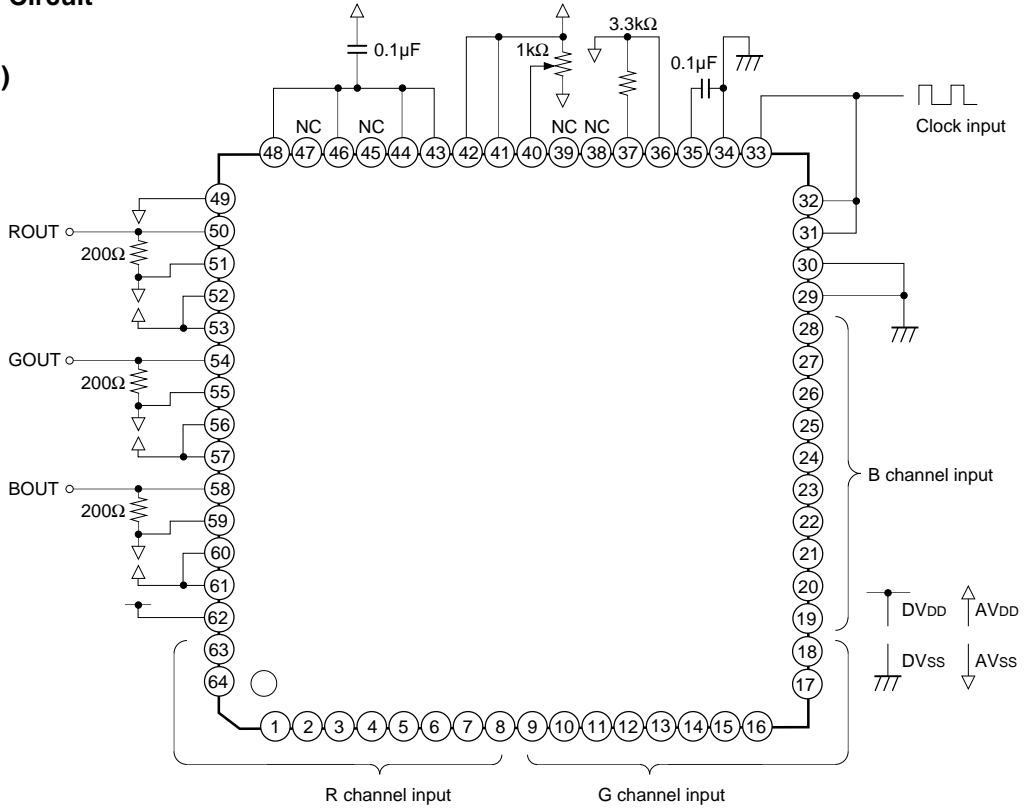 Circuit
)
0.1μF
1kΩ
3.3kΩ
0.1μF
Clock input
NC
NC
NC NC
48 47 46 45 44 43 42 41 40 39 38 37 36 35 34 33
49
ROUT
50
200Ω
51
52
53
GOUT
54
200Ω
55
56
57
BOUT
58
200Ω
59
60
61
62
63
64
32
31
30
29
28
27
26
25
24
23
22
21
20
19
18
17
B channel input
DVDD
AVDD
DVSS
AVSS
1 2 3 4 5 6 7 8 9 10 11 12 13 14 15 16
R channel input
G channel input